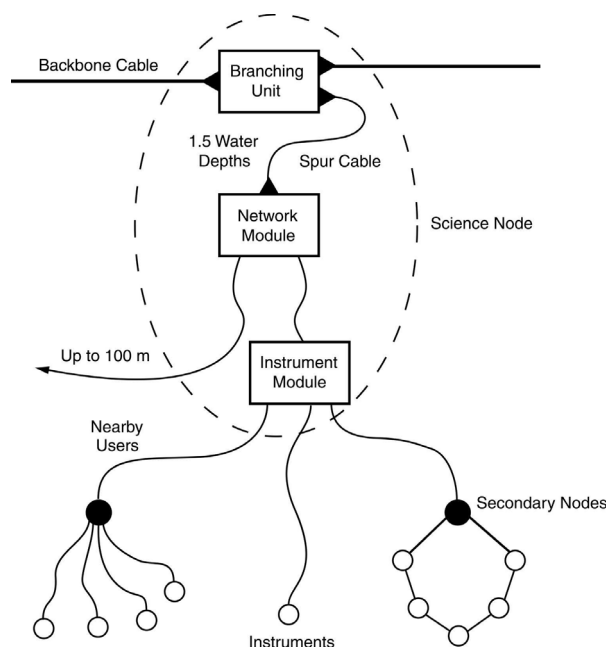 Backbone Cable
Branching
Unit
1.5 Water
Depths
Spur Cable
Network
Module
Science Node
Up to 100 m
Instrument
Module
Nearby
Users
Secondary Nodes
Instruments